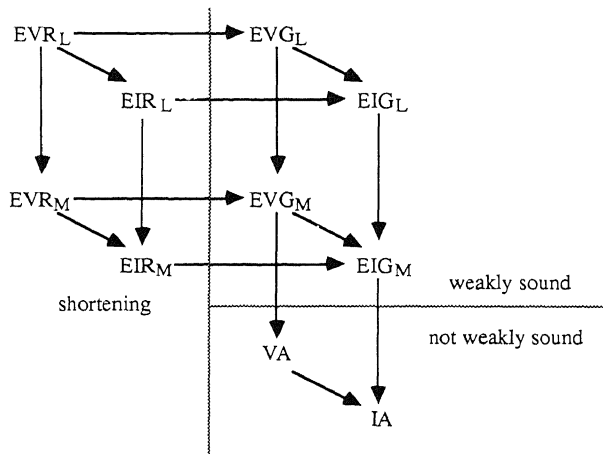 EVRL EVGL
EIRL EIGL
EVRM EVGM
EIRM EIGM
weakly sound
shortening
not weakly sound
VA
IA